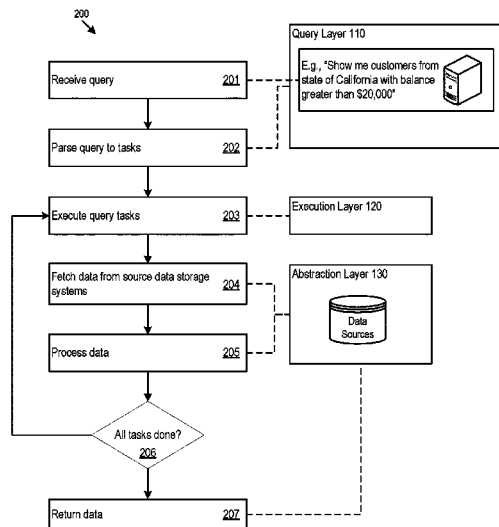 200
Query Layer 110
Receive query 201
E.g., "Show me customers from
state of California with balance
greater than $20,000"
Parse query to tasks 202
Execute query tasks 203
Execution Layer 120
Fetch data from source data storage
systems 204
Abstraction Layer 130
Data
Sources
Process data 205
All tasks done?
206
Return data 207